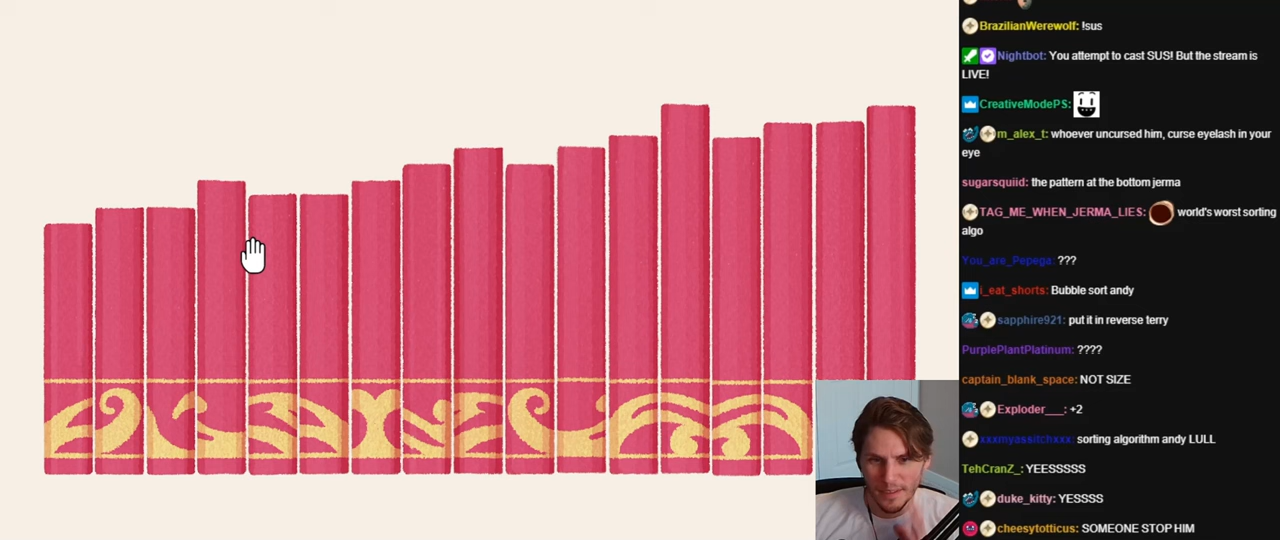 BrazilianWerewolf: !sus
Nightbot: You attempt to cast SUS! But the stream is
LIVE!
CreativeModePS:
m_alex_t: whoever uncursed him, curse eyelash in your
eye
sugarsquiid: the pattern at the bottom jerma
TAG_ME_WHEN_JERMA_LIES: world's worst sorting
algo
You_are_Pepega: ???
i_eat_shorts: Bubble sort andy
sapphire921: put it in reverse terry
PurplePlantPlatinum: ????
captain_blank_space: NOT SIZE
Exploder___: +2
xxxmyassitchxxx: sorting algorithm andy LULL
TehCranZ_: YEESSSSS
duke_kitty: YESSSS
cheesytotticus: SOMEONE STOP HIM